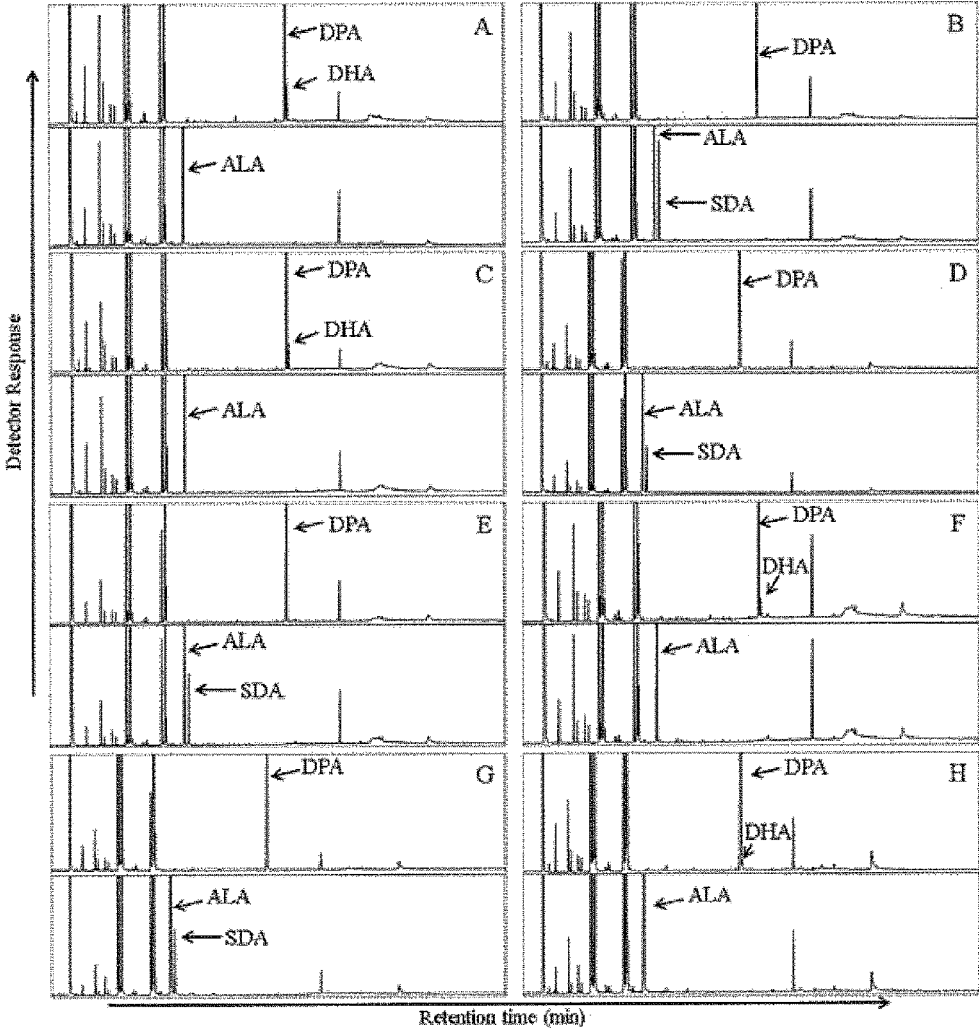 A
DPA
DHA
ALA
B
DPA
ALA
SDA
C
DPA
DHA
ALA
D
DPA
ALA
SDA
E
DPA
ALA
SDA
F
DPA
DHA
ALA
G
DPA
ALA
SDA
H
DPA
DHA
ALA
Detector Response
Retention time (min)